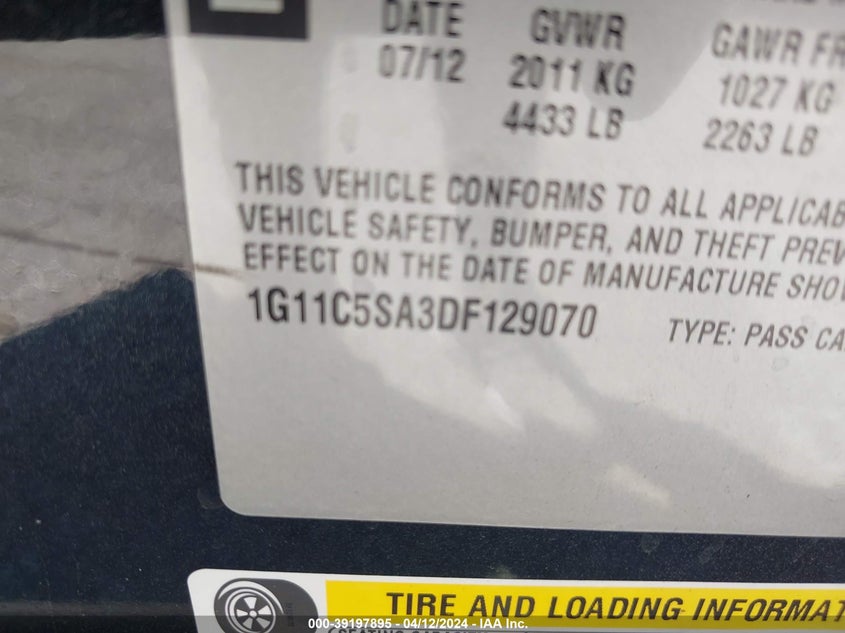 DATE GVWR GAWR FR
07/12 2011 KG 1027 KG
4433 LB 2263 LB
THIS VEHICLE CONFORMS TO ALL APPLICAB
VEHICLE SAFETY, BUMPER, AND THEFT PREV
EFFECT ON THE DATE OF MANUFACTURE SHO
1G11C5SA3DF129070 TYPE: PASS CA
TIRE AND LOADING INFORMAT
000-39197895 - 04/12/2024 - IAA Inc.